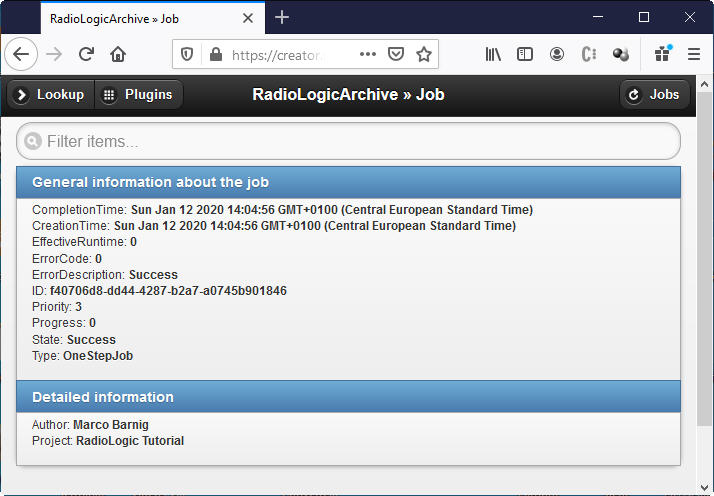 RadioLogicArchive » Job
https://creator.
Lookup
Plugins
RadioLogicArchive » Job
Jobs
Filter items...
General information about the job
CompletionTime: Sun Jan 12 2020 14:04:56 GMT+0100 (Central European Standard Time)
CreationTime: Sun Jan 12 2020 14:04:56 GMT+0100 (Central European Standard Time)
EffectiveRuntime: 0
ErrorCode: 0
ErrorDescription: Success
ID: f40706d8-dd44-4287-b2a7-a0745b901846
Priority: 3
Progress: 0
State: Success
Type: OneStepJob
Detailed information
Author: Marco Barnig
Project: RadioLogic Tutorial